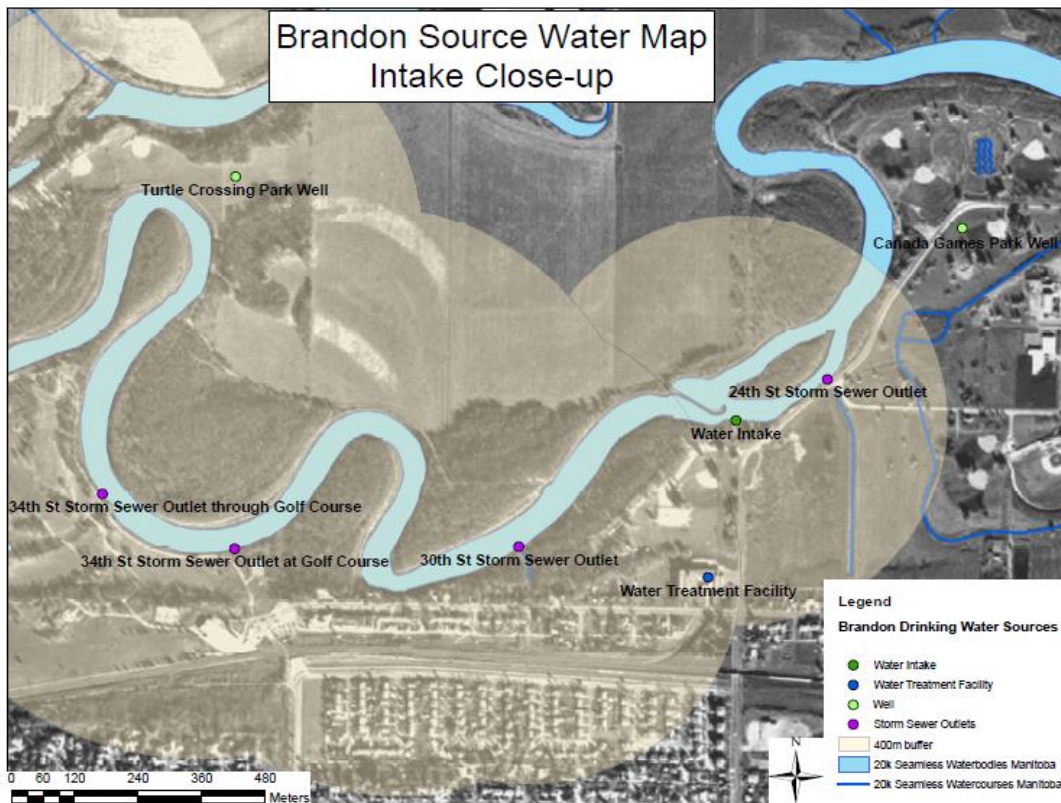 Brandon Source Water Map
Intake Close-up
Turtle Crossing Park Well
Canada Games Park Well
24th St Storm Sewer Outlet
Water Intake
34th St Storm Sewer Outlet through Golf Course
34th St Storm Sewer Outlet at Golf Course
30th St Storm Sewer Outlet
Water Treatment Facility
Legend
Brandon Drinking Water Sources
Water Intake
Water Treatment Facility
Well
Storm Sewer Outlets
400m buffer
20k Seamless Waterbodies Manitoba
20k Seamless Watercourses Manitoba
N
0 60 120 240 360 480
Meters